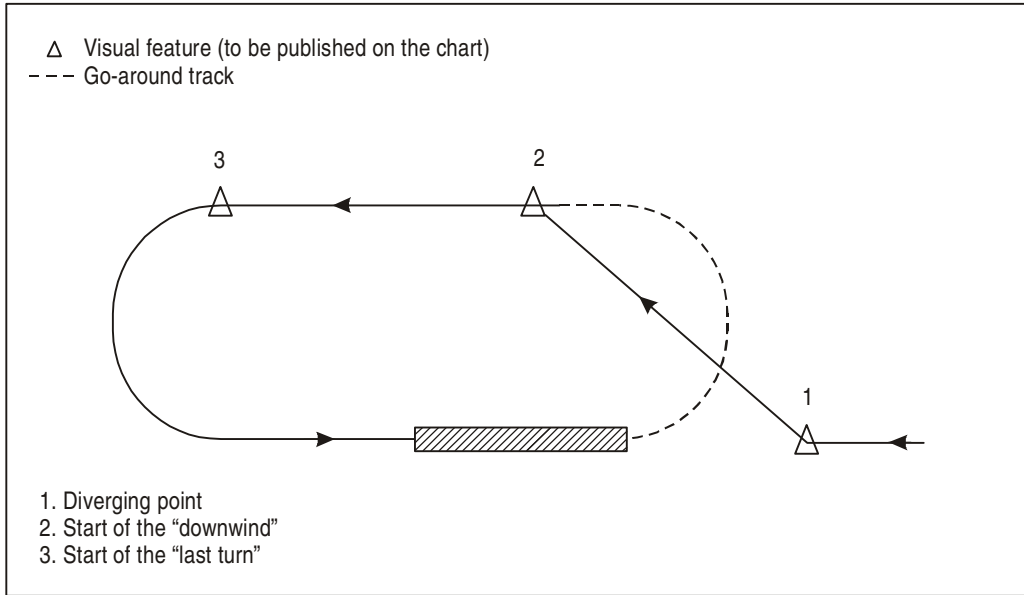 Visual feature (to be published on the chart)
Go-around track
3
2
1
1. Diverging point
2. Start of the “downwind”
3. Start of the “last turn”